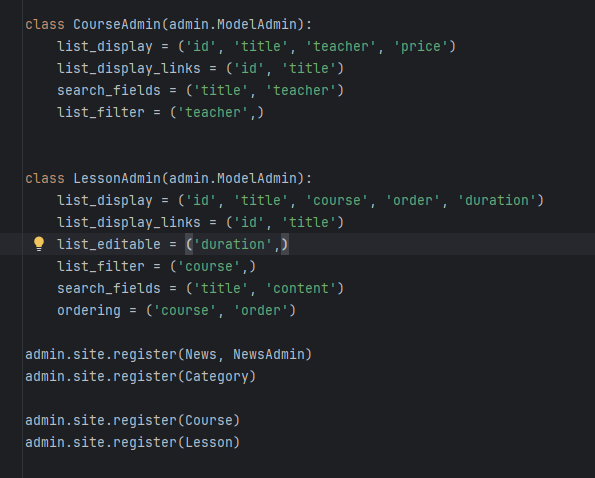 class CourseAdmin(admin.ModelAdmin):
    list_display = ('id', 'title', 'teacher', 'price')
    list_display_links = ('id', 'title')
    search_fields = ('title', 'teacher')
    list_filter = ('teacher',)
class LessonAdmin(admin.ModelAdmin):
    list_display = ('id', 'title', 'course', 'order', 'duration')
    list_display_links = ('id', 'title')
    list_editable = ('duration',)
    list_filter = ('course',)
    search_fields = ('title', 'content')
    ordering = ('course', 'order')
admin.site.register(News, NewsAdmin)
admin.site.register(Category)
admin.site.register(Course)
admin.site.register(Lesson)